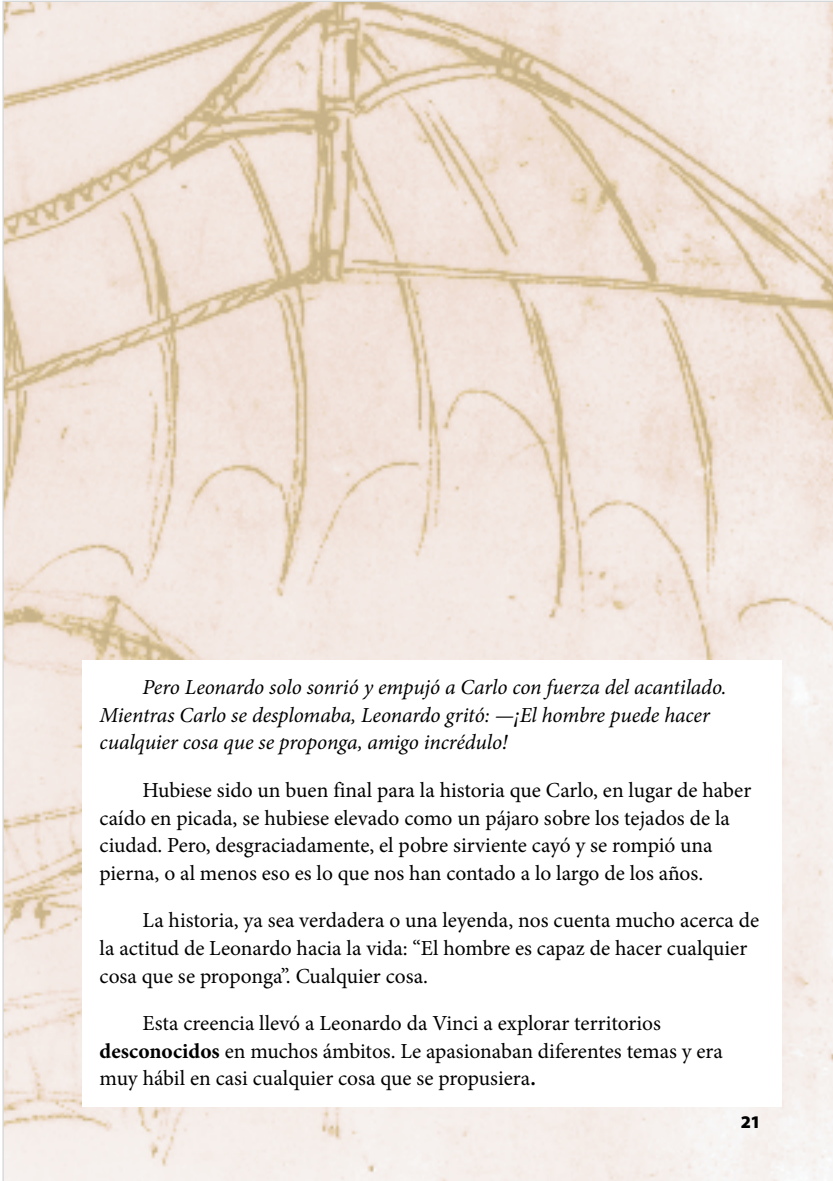 Pero Leonardo solo sonrió y empujó a Carlo con fuerza del acantilado.
Mientras Carlo se desplomaba, Leonardo gritó: —¡El hombre puede hacer
cualquier cosa que se proponga, amigo incrédulo!
Hubiese sido un buen final para la historia que Carlo, en lugar de haber
caído en picada, se hubiese elevado como un pájaro sobre los tejados de la
ciudad. Pero, desgraciadamente, el pobre sirviente cayó y se rompió una
pierna, o al menos eso es lo que nos han contado a lo largo de los años.
La historia, ya sea verdadera o una leyenda, nos cuenta mucho acerca de
la actitud de Leonardo hacia la vida: “El hombre es capaz de hacer cualquier
cosa que se proponga”. Cualquier cosa.
Esta creencia llevó a Leonardo da Vinci a explorar territorios
desconocidos en muchos ámbitos. Le apasionaban diferentes temas y era
muy hábil en casi cualquier cosa que se propusiera.
21